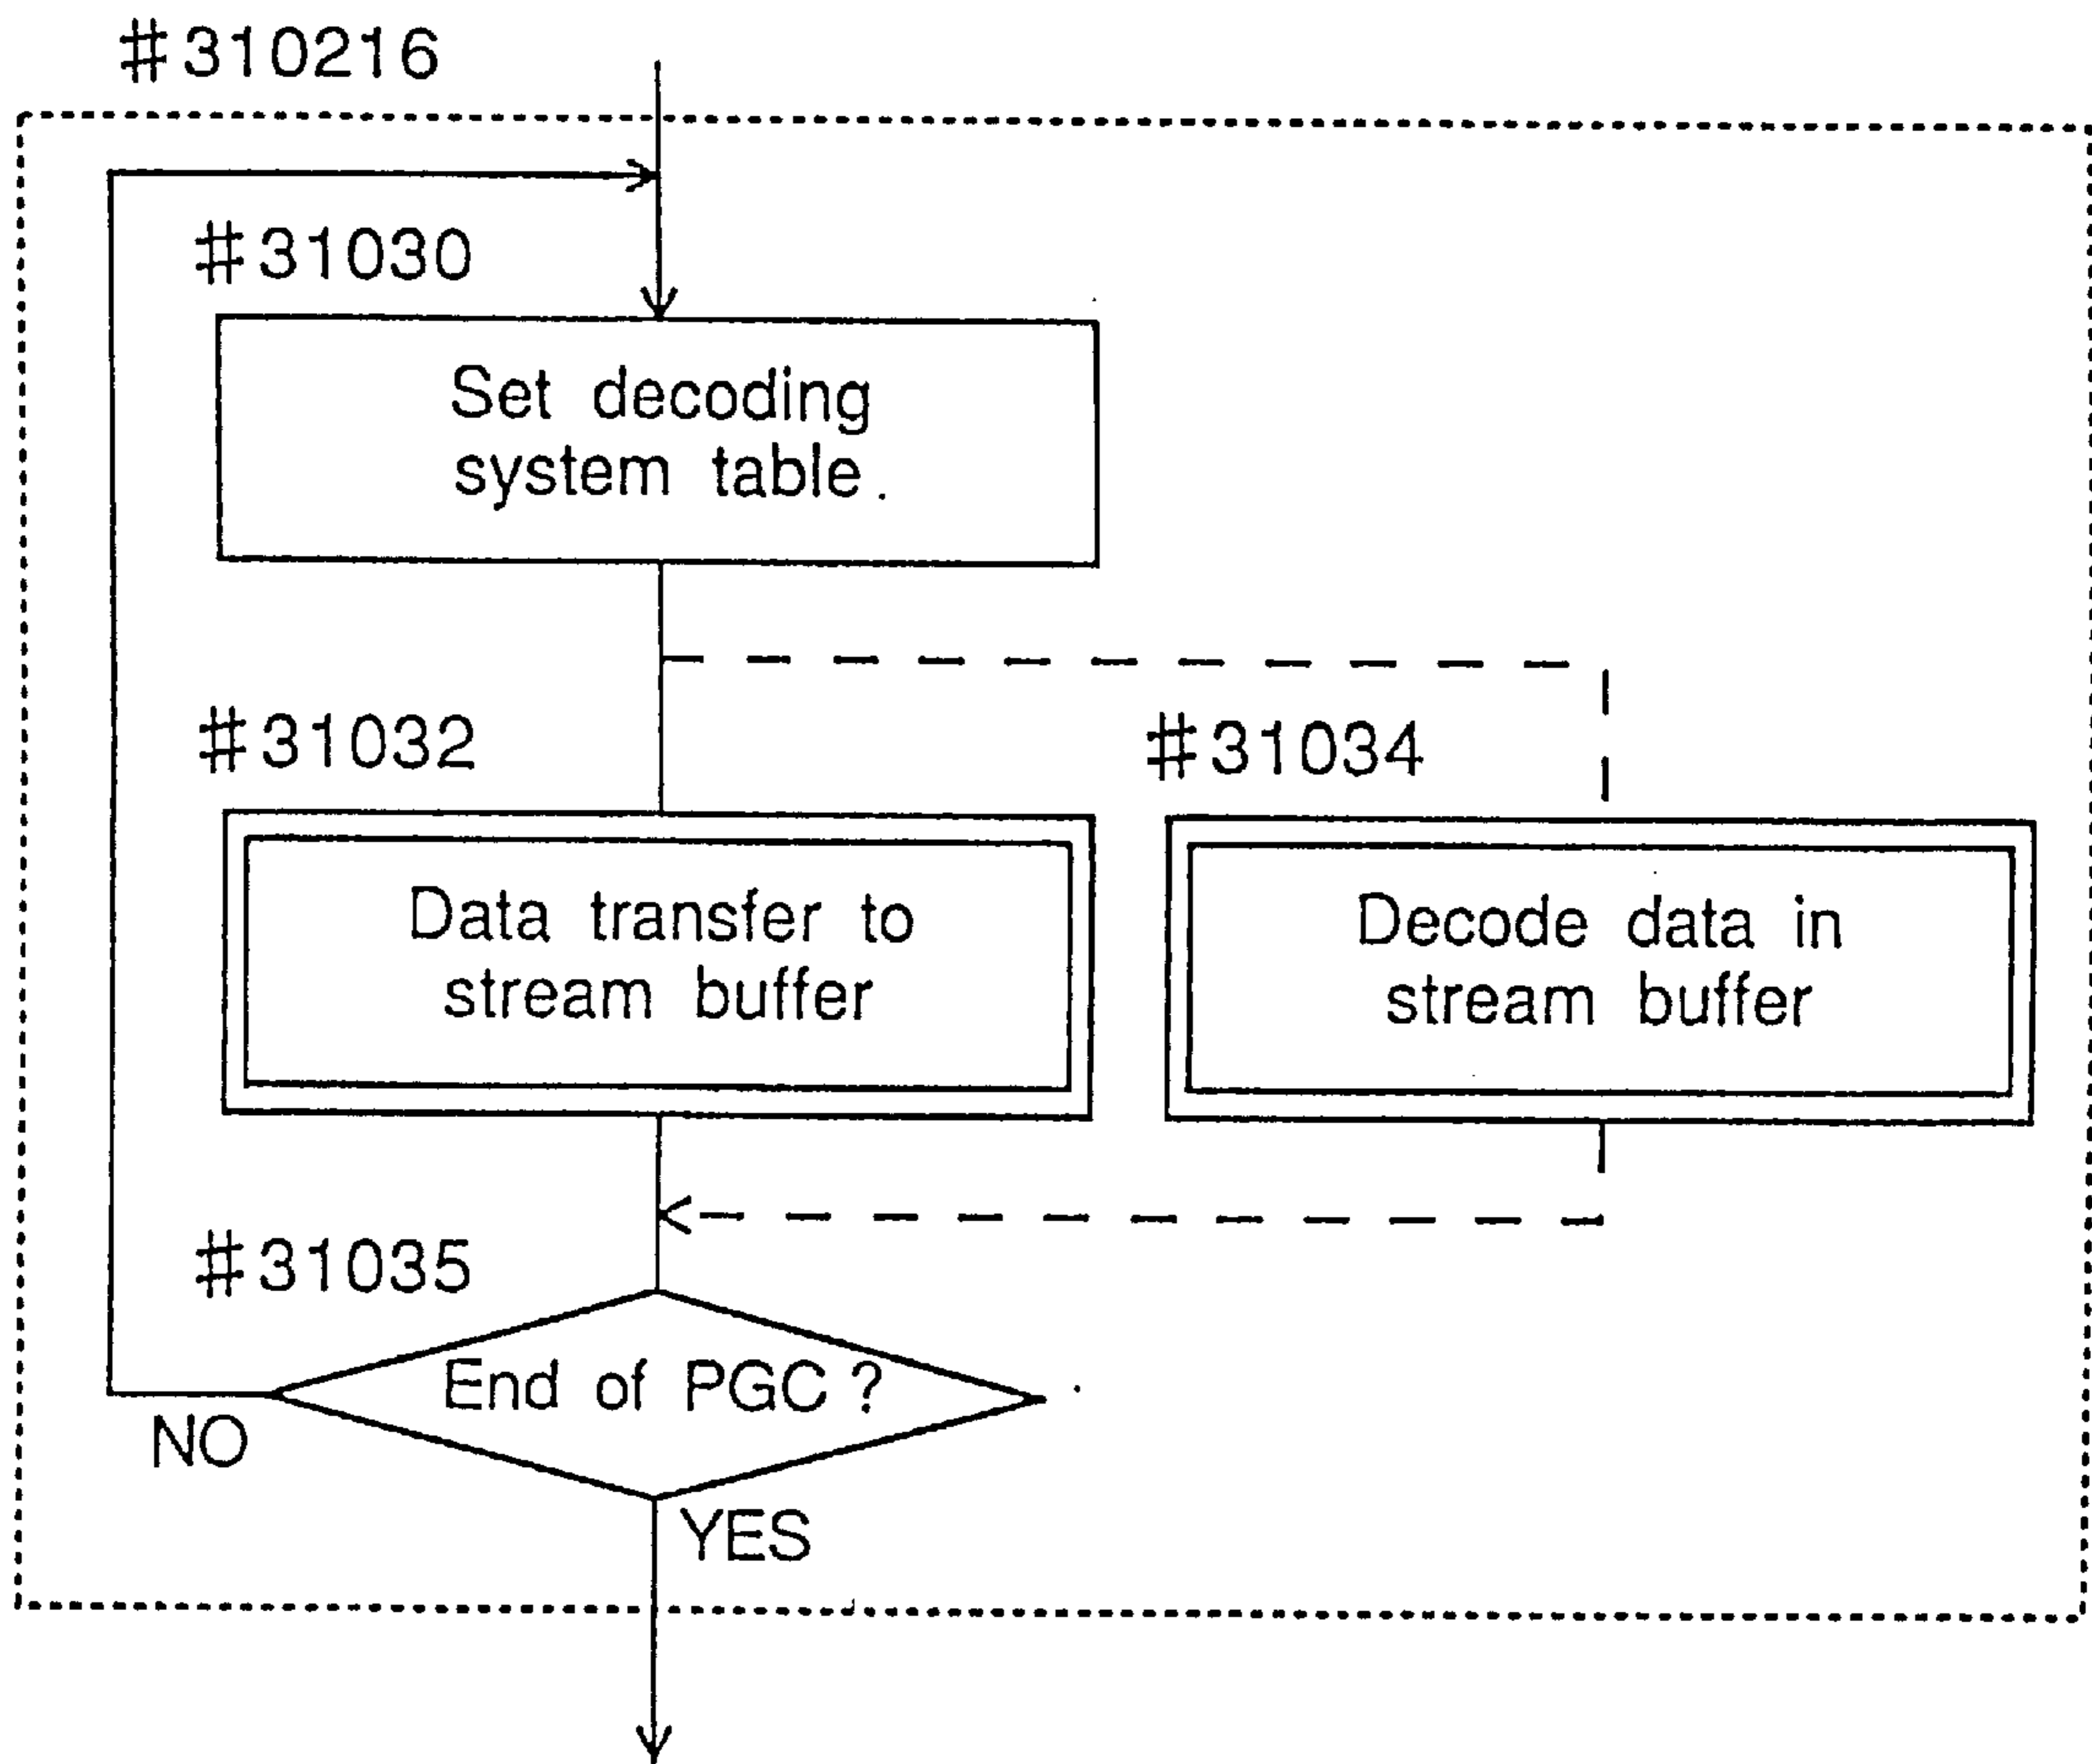 #310216
#31030
Set decoding
system table.
#31032
#31034
Data transfer to
stream buffer
Decode data in
stream buffer
#31035
End of PGC ?
NO
YES